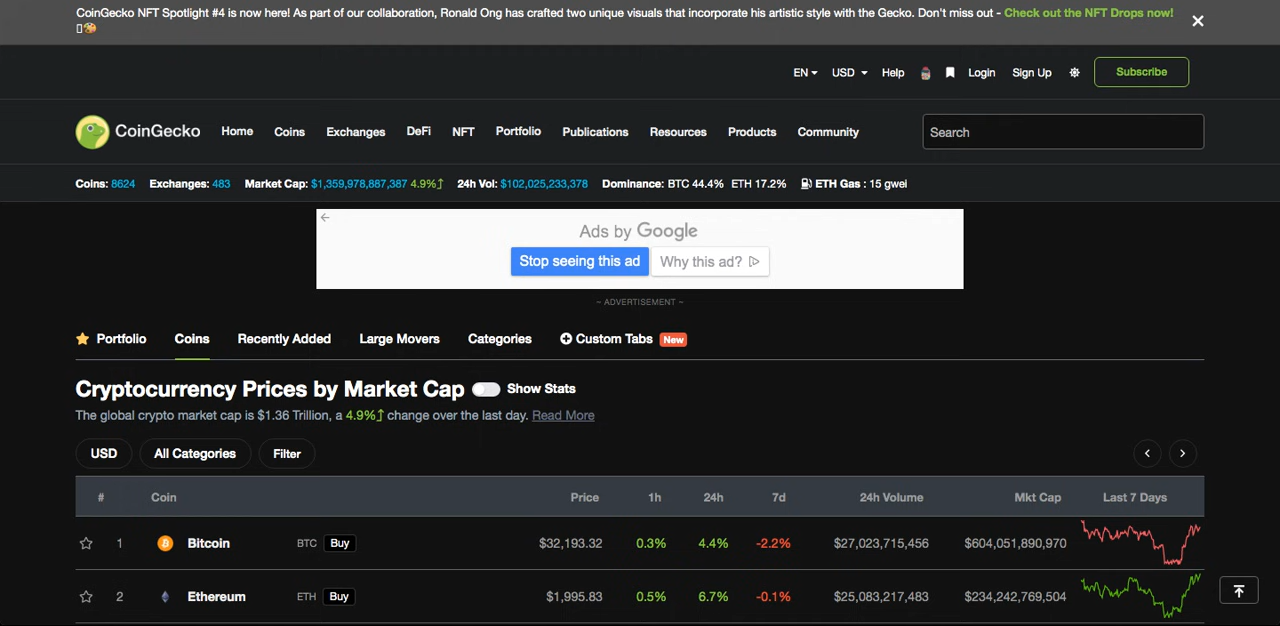 CoinGecko NFT Spotlight #4 is now here! As part of our collaboration, Ronald Ong has crafted two unique visuals that incorporate his artistic style with the Gecko. Don't miss out - Check out the NFT Drops now!
EN USD Help Login Sign Up Subscribe
CoinGecko Home Coins Exchanges DeFi NFT Portfolio Publications Resources Products Community Search
Coins: 8624 Exchanges: 483 Market Cap: $1,359,978,887,387 4.9% 24h Vol: $102,025,233,378 Dominance: BTC 44.4% ETH 17.2% ETH Gas : 15 gwei
Ads by Google
Stop seeing this ad Why this ad?
~ ADVERTISEMENT ~
Portfolio Coins Recently Added Large Movers Categories Custom Tabs New
Cryptocurrency Prices by Market Cap Show Stats
The global crypto market cap is $1.36 Trillion, a 4.9% change over the last day. Read More
USD All Categories Filter
# Coin Price 1h 24h 7d 24h Volume Mkt Cap Last 7 Days
1 Bitcoin BTC Buy $32,193.32 0.3% 4.4% -2.2% $27,023,715,456 $604,051,890,970
2 Ethereum ETH Buy $1,995.83 0.5% 6.7% -0.1% $25,083,217,483 $234,242,769,504